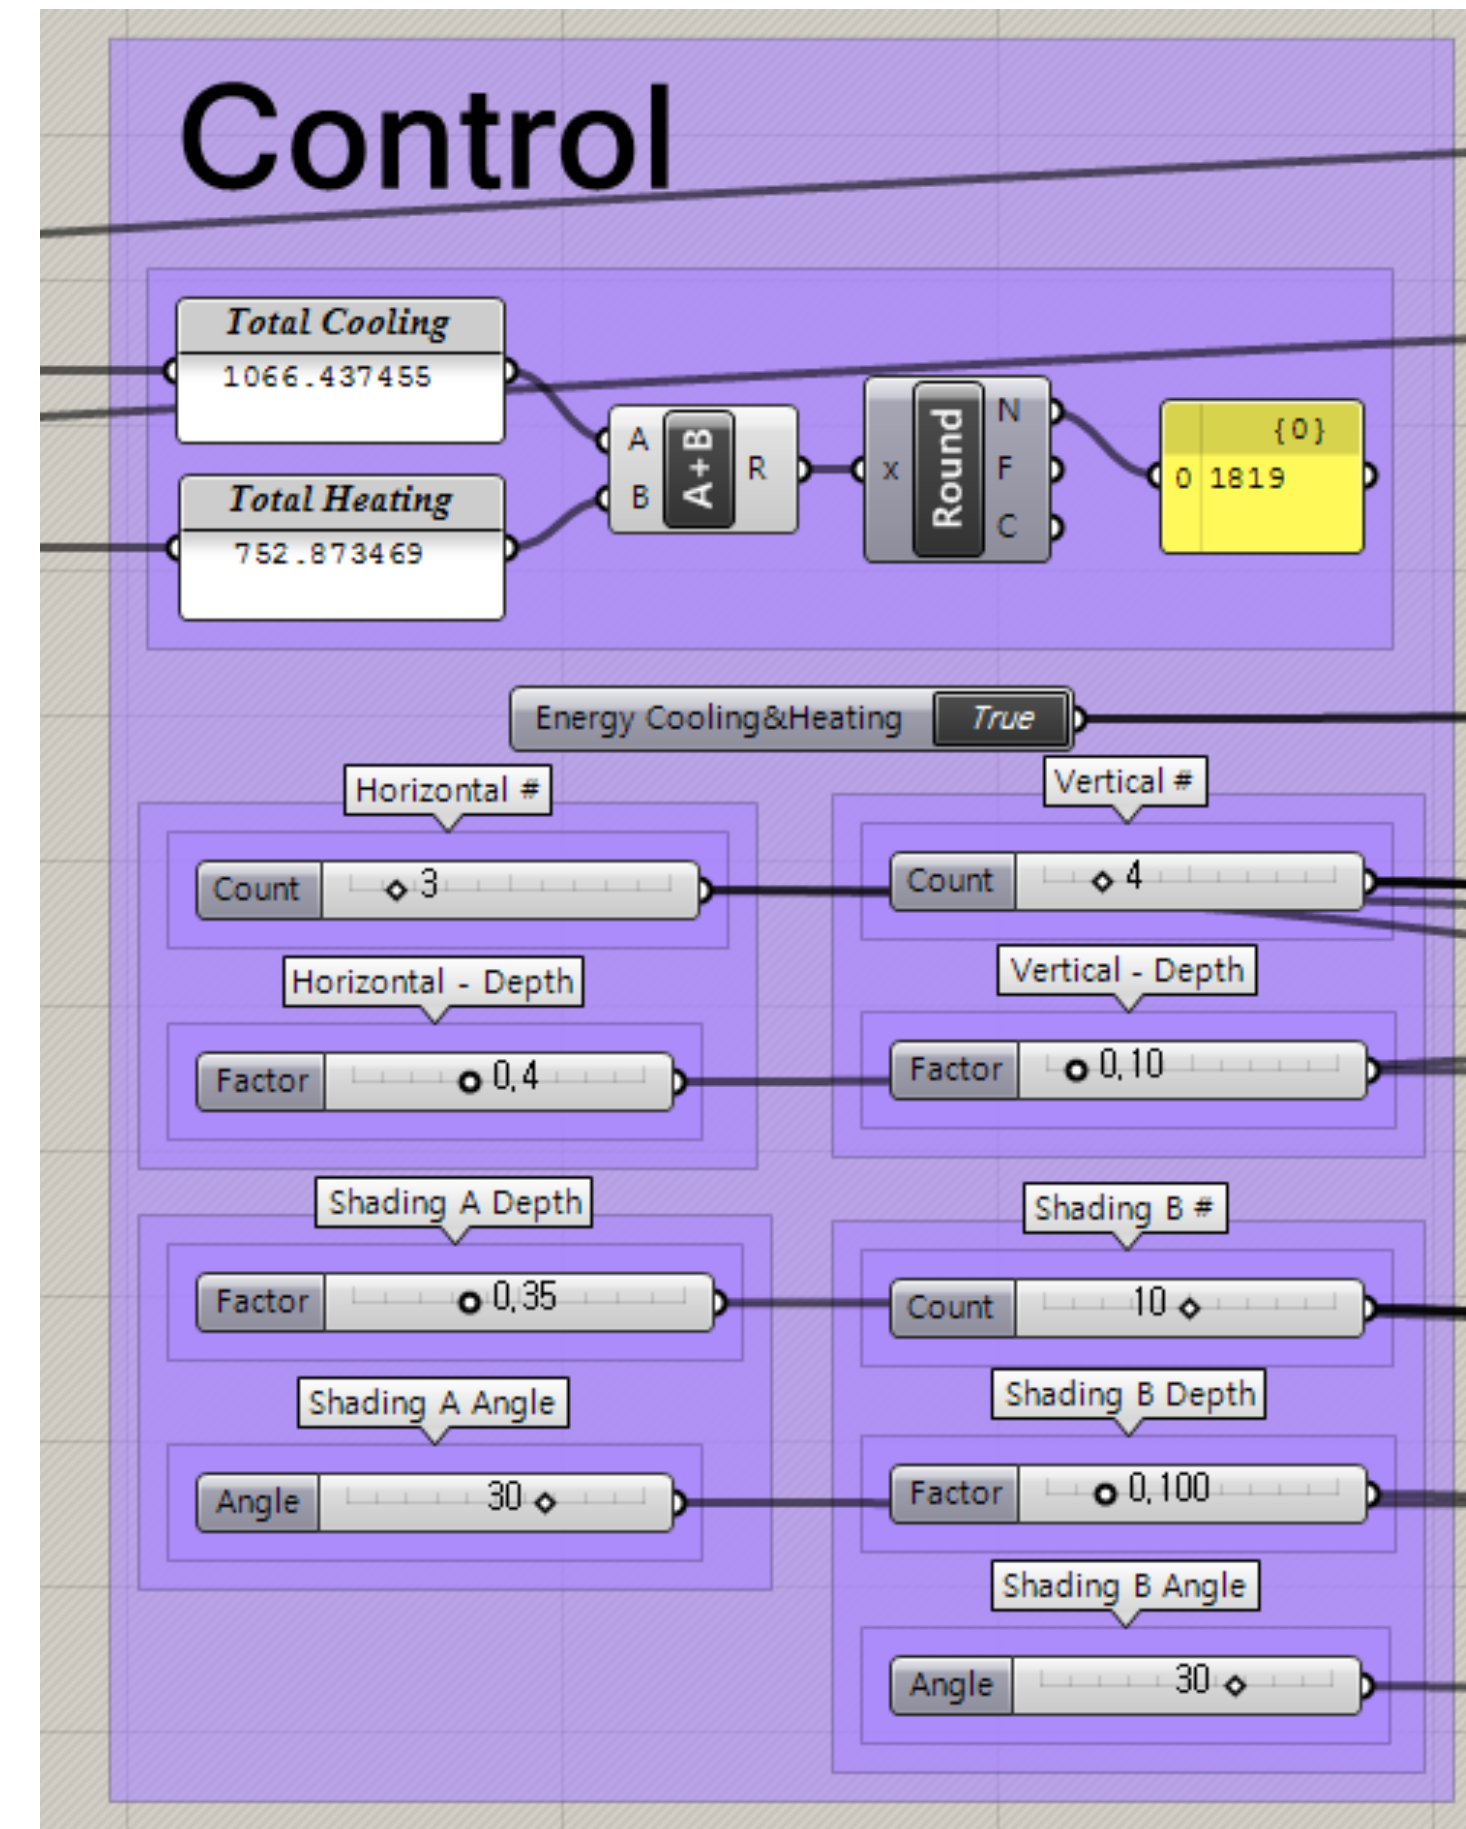 Control
Total Cooling
1066.437455
Total Heating
752.873469
A
B
A+B
R
x
Round
N
F
C
{0}
0 1819
Energy Cooling&Heating True
Horizontal #
Count 3
Vertical #
Count 4
Horizontal - Depth
Factor 0,4
Vertical - Depth
Factor 0,10
Shading A Depth
Factor 0,35
Shading B #
Count 10
Shading A Angle
Angle 30
Shading B Depth
Factor 0,100
Shading B Angle
Angle 30